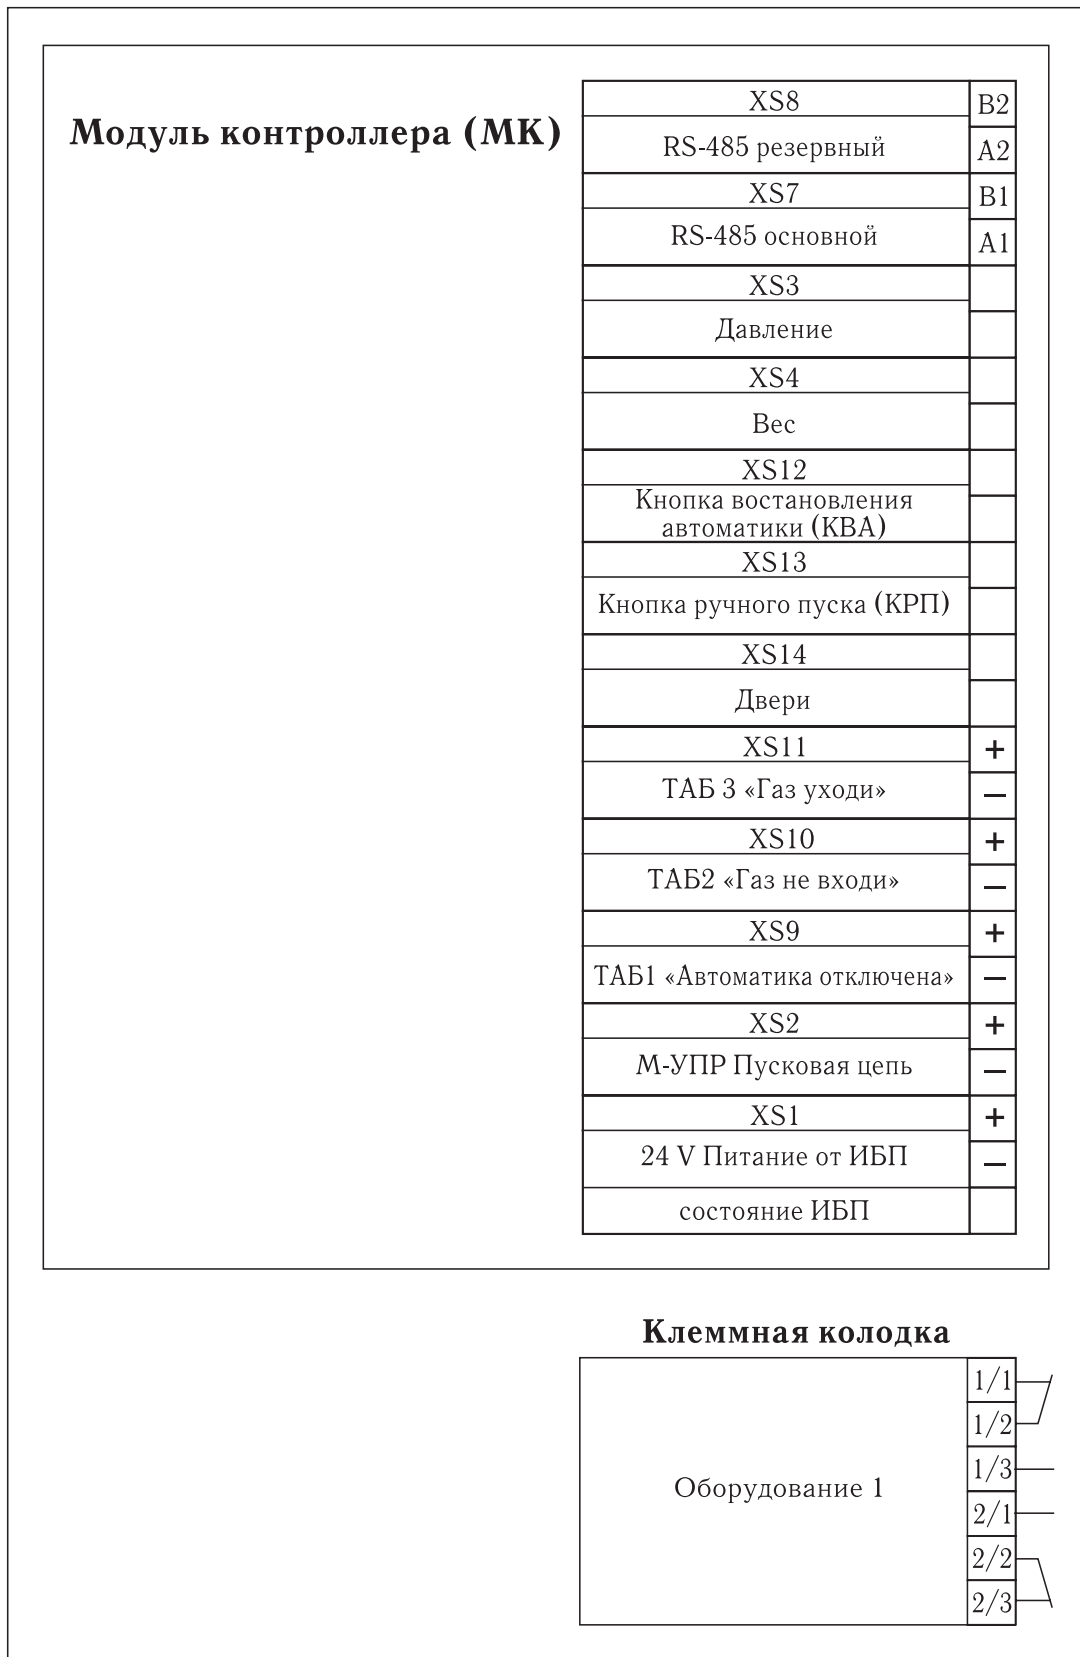 Модуль контроллера (МК)
XS8
B2
RS-485 резервный
A2
XS7
B1
RS-485 основной
A1
XS3
Давление
XS4
Вес
XS12
Кнопка востановления
автоматики (КВА)
XS13
Кнопка ручного пуска (КРП)
XS14
Двери
XS11
+
ТАБ 3 «Газ уходи»
−
XS10
+
ТАБ2 «Газ не входи»
−
XS9
+
ТАБ1 «Автоматика отключена»
−
XS2
+
М-УПР Пусковая цепь
−
XS1
+
24 V Питание от ИБП
−
состояние ИБП
Клеммная колодка
Оборудование 1
1/1
1/2
1/3
2/1
2/2
2/3